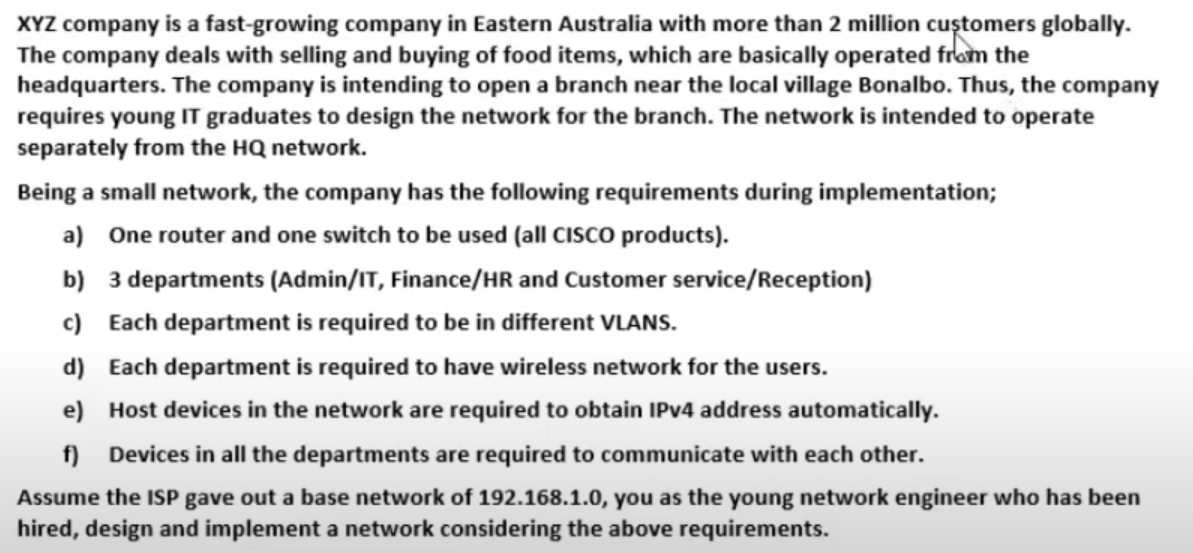 XYZ company is a fast-growing company in Eastern Australia with more than 2 million customers globally.
The company deals with selling and buying of food items, which are basically operated from the
headquarters. The company is intending to open a branch near the local village Bonalbo. Thus, the company
requires young IT graduates to design the network for the branch. The network is intended to operate
separately from the HQ network.
Being a small network, the company has the following requirements during implementation;
a) One router and one switch to be used (all CISCO products).
b) 3 departments (Admin/IT, Finance/HR and Customer service/Reception)
c) Each department is required to be in different VLANS.
d) Each department is required to have wireless network for the users.
e) Host devices in the network are required to obtain IPv4 address automatically.
f) Devices in all the departments are required to communicate with each other.
Assume the ISP gave out a base network of 192.168.1.0, you as the young network engineer who has been
hired, design and implement a network considering the above requirements.